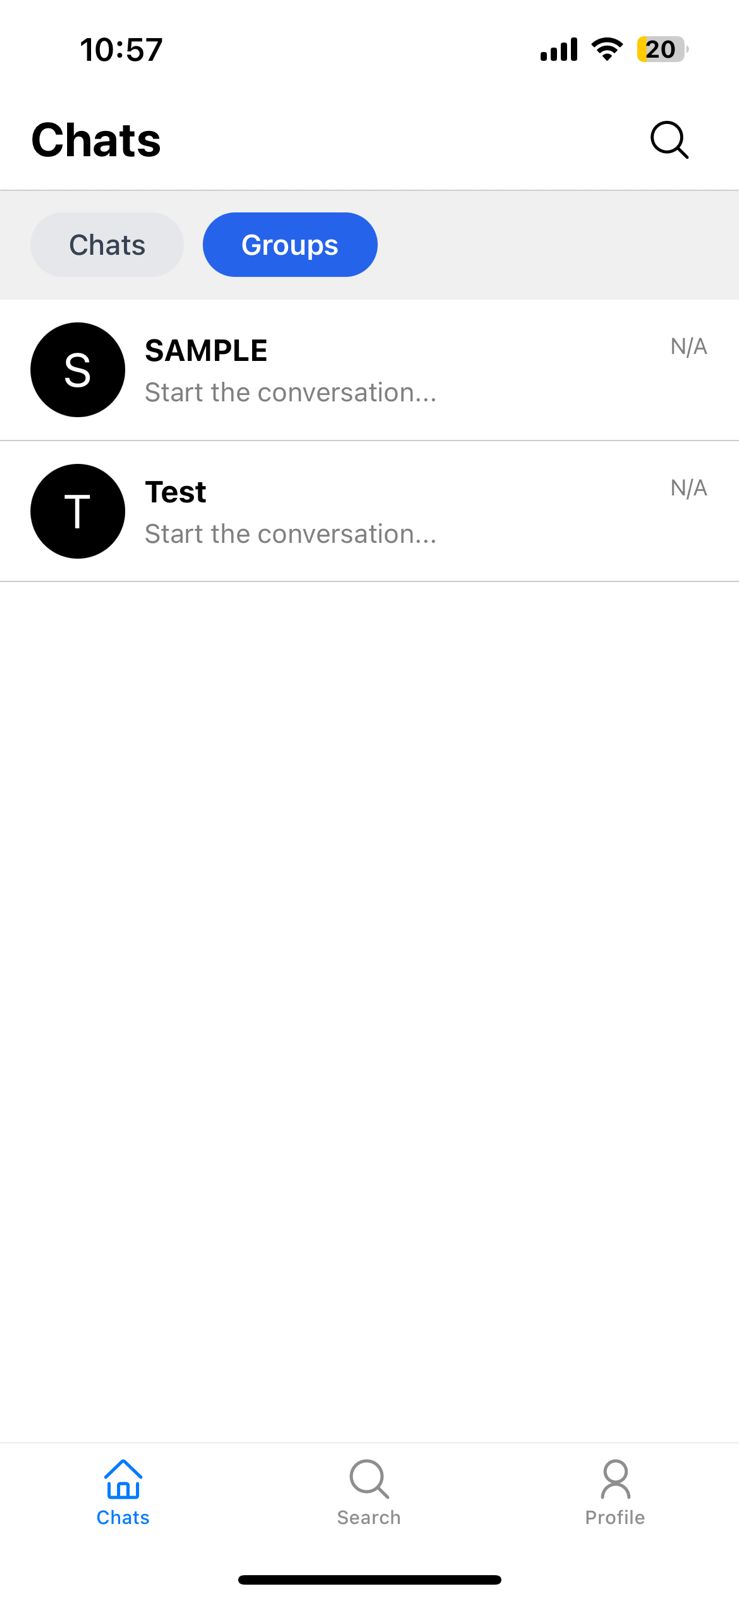 10:57
20
Chats
Chats
Groups
S
SAMPLE
N/A
Start the conversation...
T
Test
N/A
Start the conversation...
Chats
Search
Profile